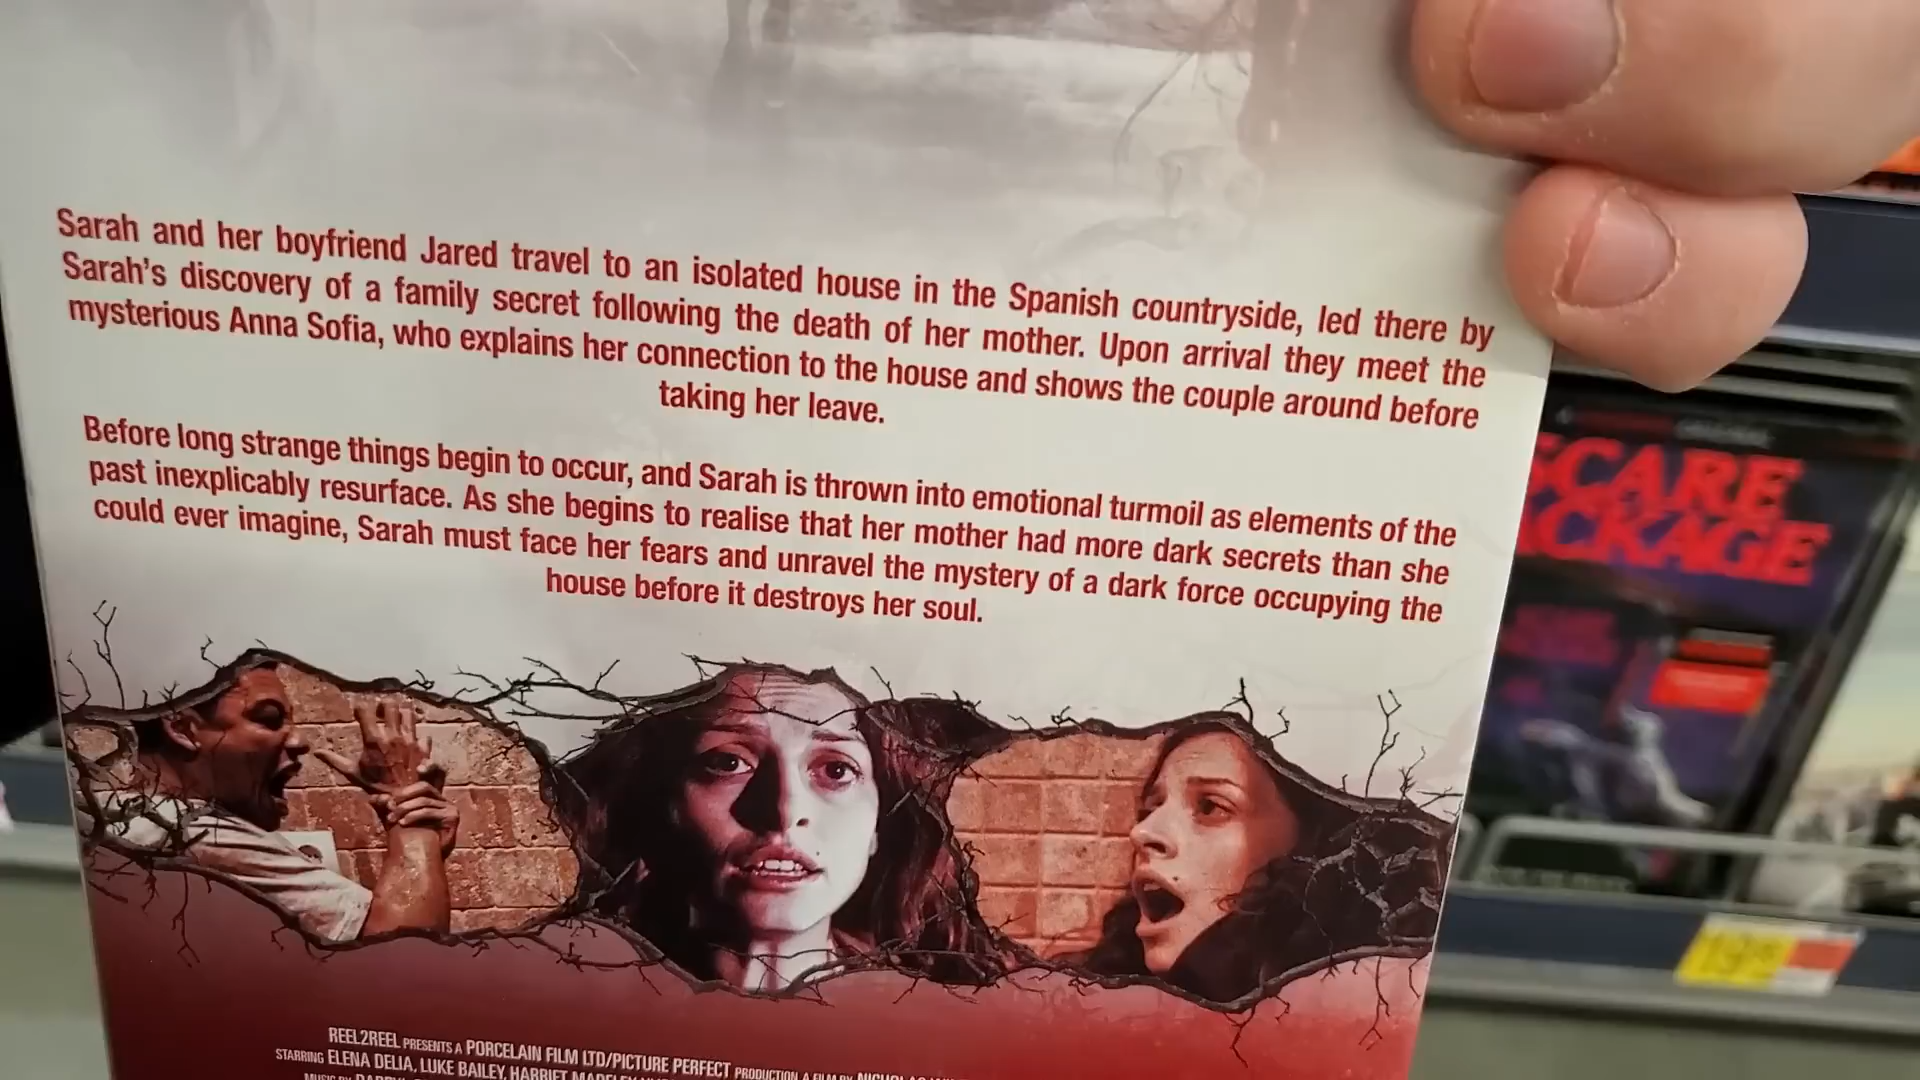 Sarah and her boyfriend Jared travel to an isolated house in the Spanish countryside, led there by
Sarah's discovery of a family secret following the death of her mother. Upon arrival they meet the
mysterious Anna Sofia, who explains her connection to the house and shows the couple around before
taking her leave.
Before long strange things begin to occur, and Sarah is thrown into emotional turmoil as elements of the
past inexplicably resurface. As she begins to realise that her mother had more dark secrets than she
could ever imagine, Sarah must face her fears and unravel the mystery of a dark force occupying the
house before it destroys her soul.
SCARE
REEL2REEL PRESENTS A PORCELAIN FILM LTD/PICTURE PERFECT PRODUCTION A FILM BY
STARRING ELENA DELIA, LUKE BAILEY, HARRIET
MUSIC BY